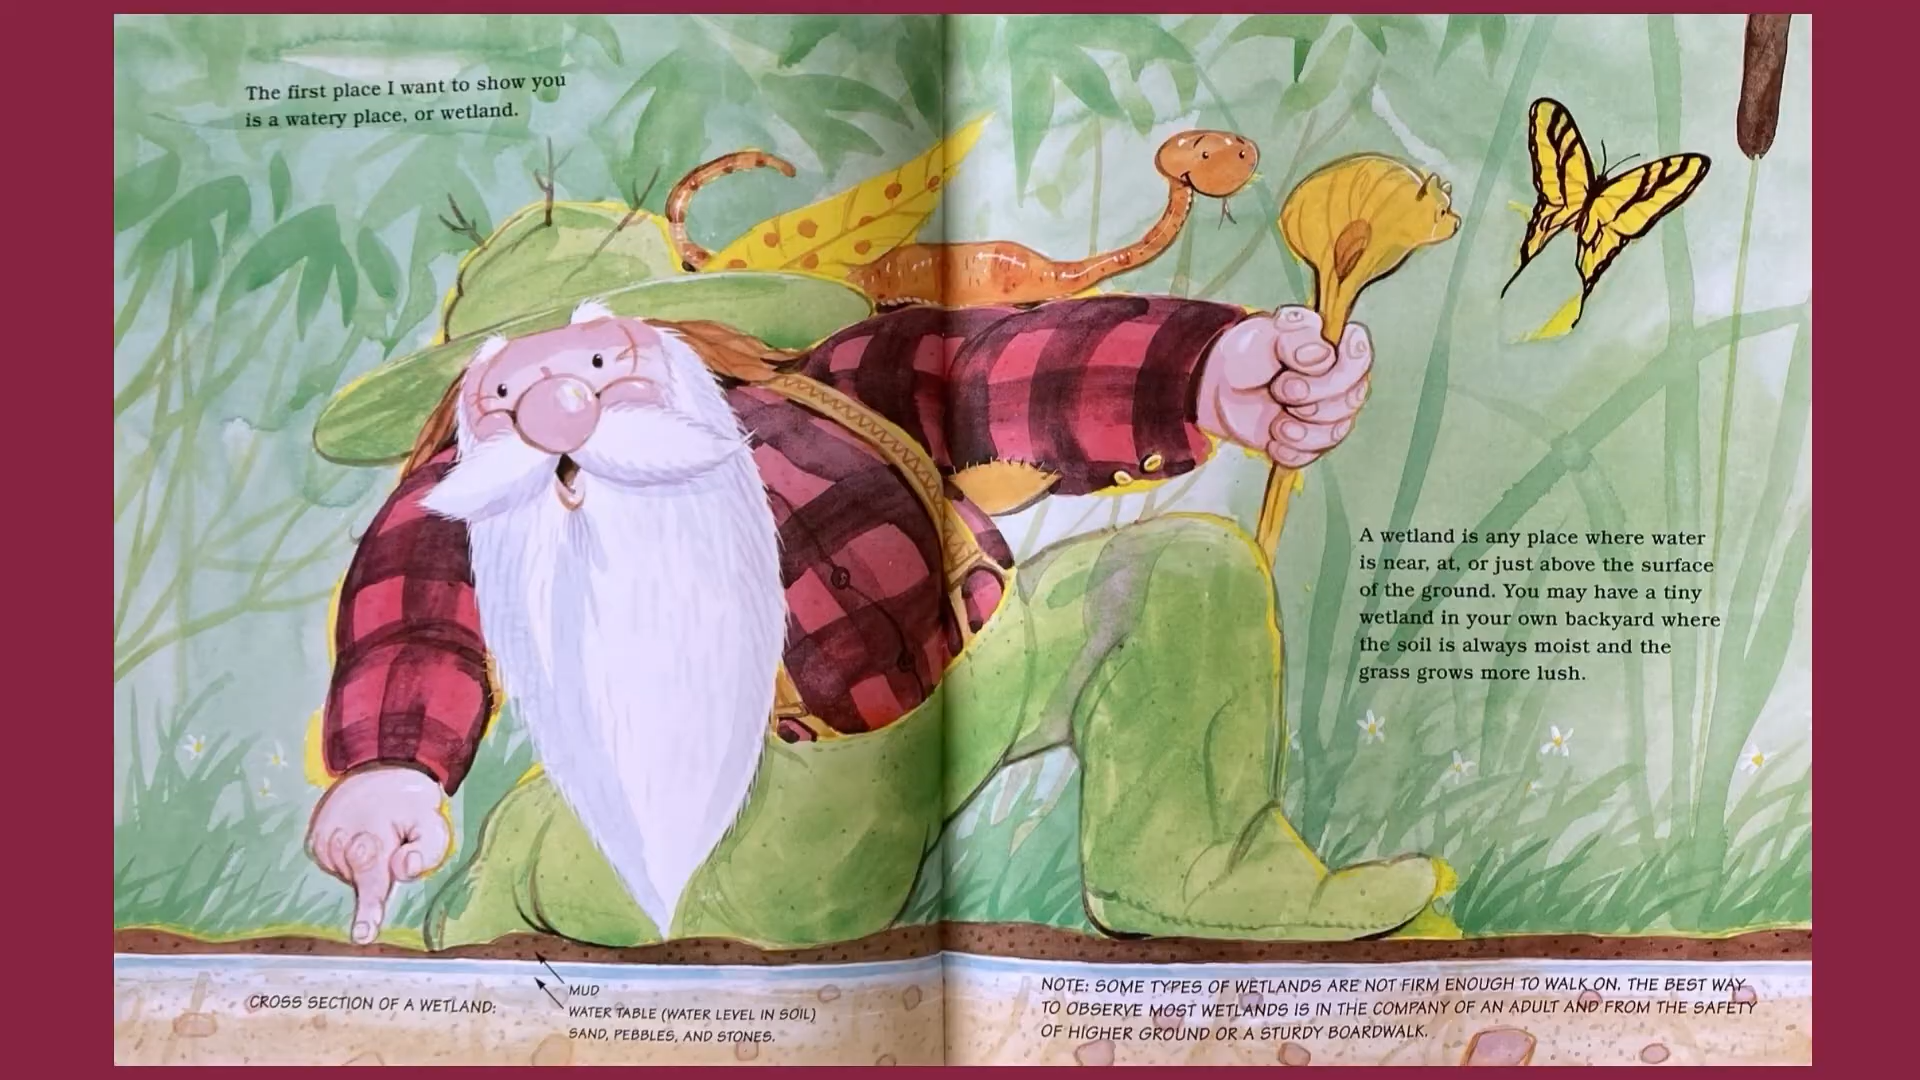 The first place I want to show you
is a watery place, or wetland.
A wetland is any place where water
is near, at, or just above the surface
of the ground. You may have a tiny
wetland in your own backyard where
the soil is always moist and the
grass grows more lush.
CROSS SECTION OF A WETLAND:
MUD
WATER TABLE (WATER LEVEL IN SOIL)
SAND, PEBBLES, AND STONES.
NOTE: SOME TYPES OF WETLANDS ARE NOT FIRM ENOUGH TO WALK ON. THE BEST WAY
TO OBSERVE MOST WETLANDS IS IN THE COMPANY OF AN ADULT AND FROM THE SAFETY
OF HIGHER GROUND OR A STURDY BOARDWALK.